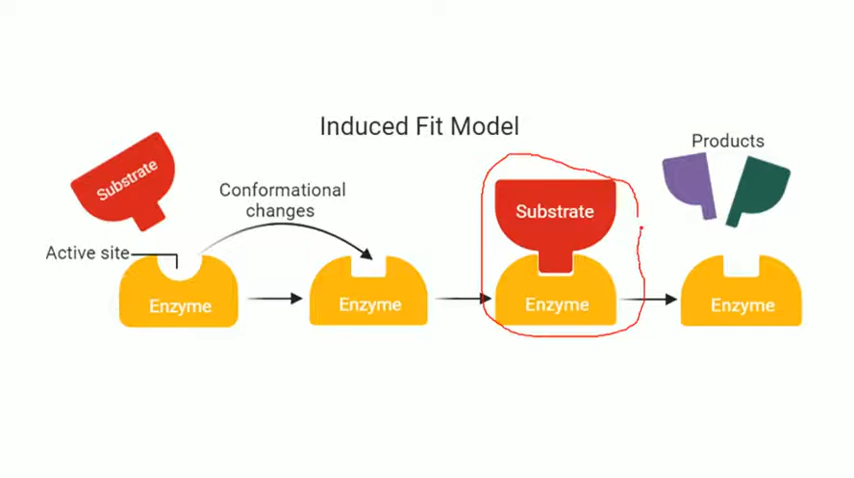 Induced Fit Model
Products
Substrate
Conformational
changes
Substrate
Active site
Enzyme
Enzyme
Enzyme
Enzyme